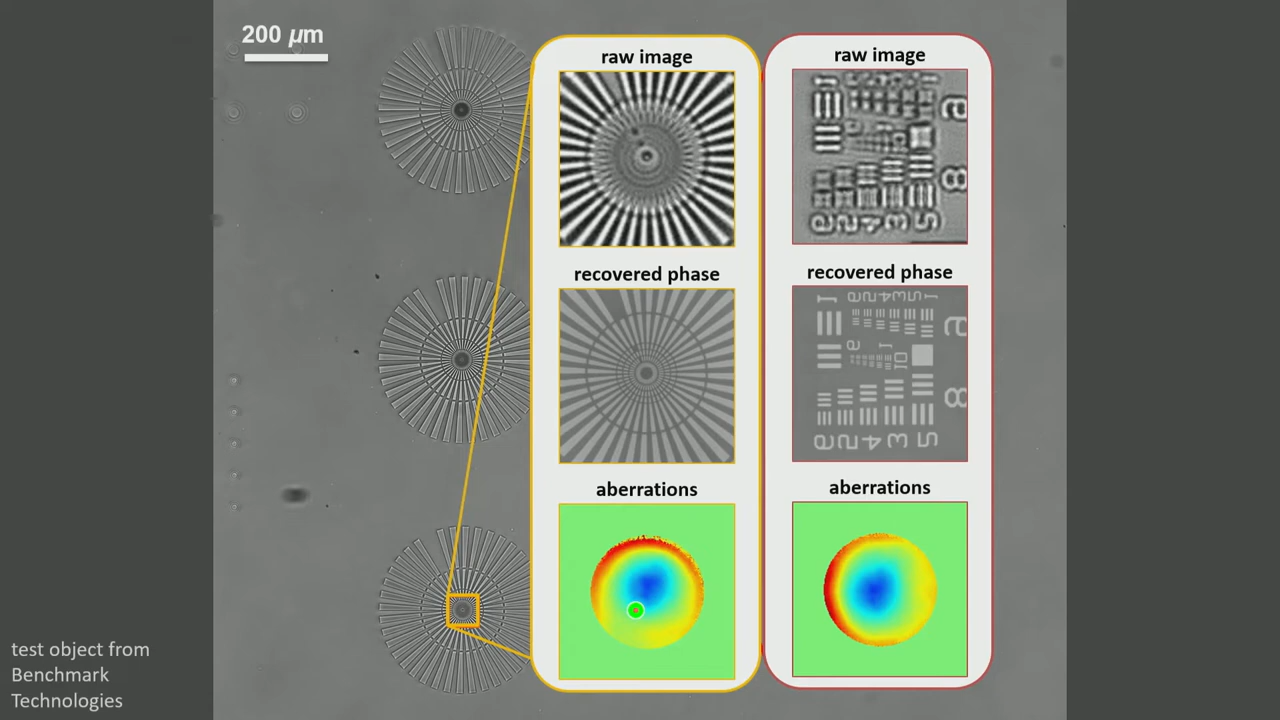 200 µm
raw image
raw image
recovered phase
recovered phase
aberrations
aberrations
test object from
Benchmark
Technologies